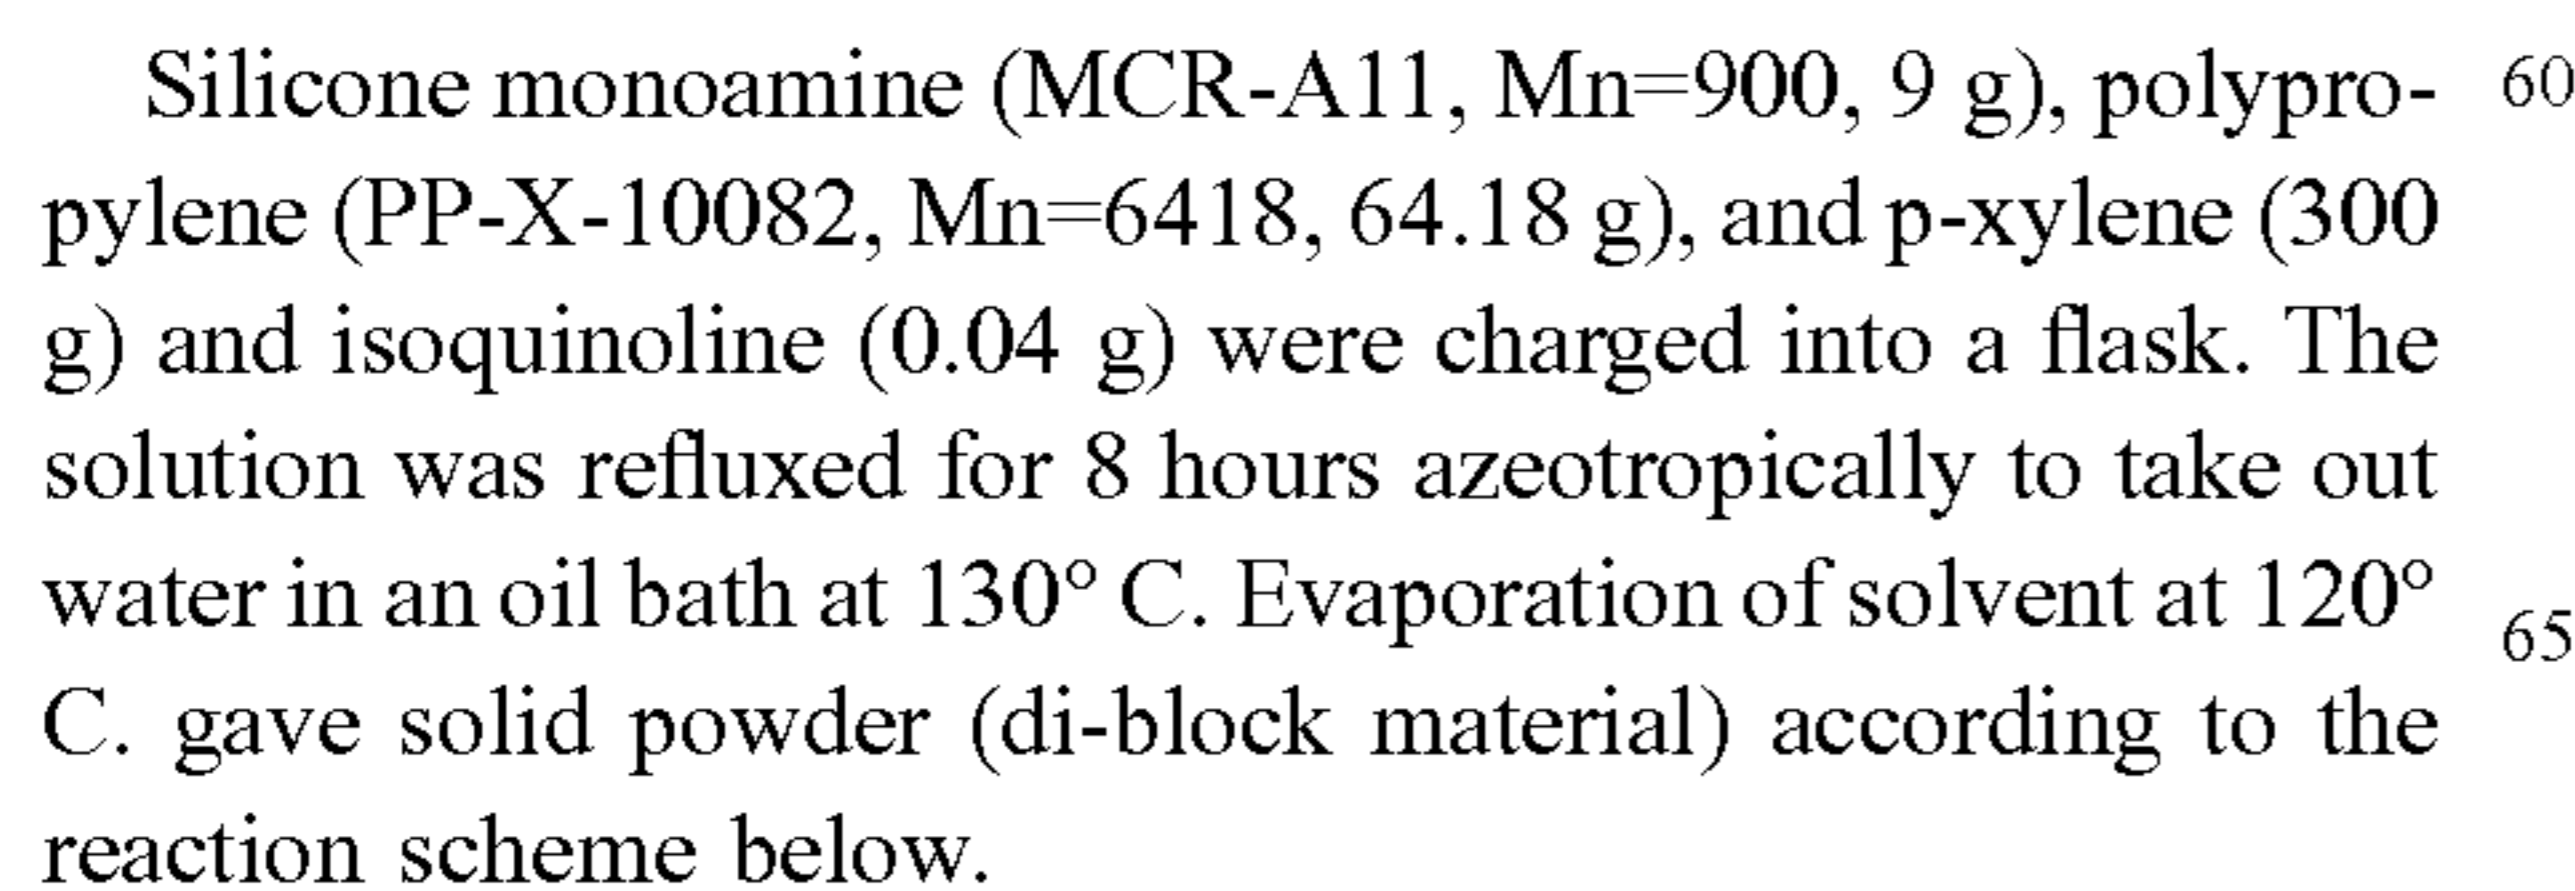 Silicone monoamine (MCR-A11, Mn=900, 9 g), polypro- 60
pylene (PP-X-10082, Mn=6418, 64.18 g), and p-xylene (300
g) and isoquinoline (0.04 g) were charged into a flask. The
solution was refluxed for 8 hours azeotropically to take out
water in an oil bath at 130° C. Evaporation of solvent at 120° 65
C. gave solid powder (di-block material) according to the
reaction scheme below.